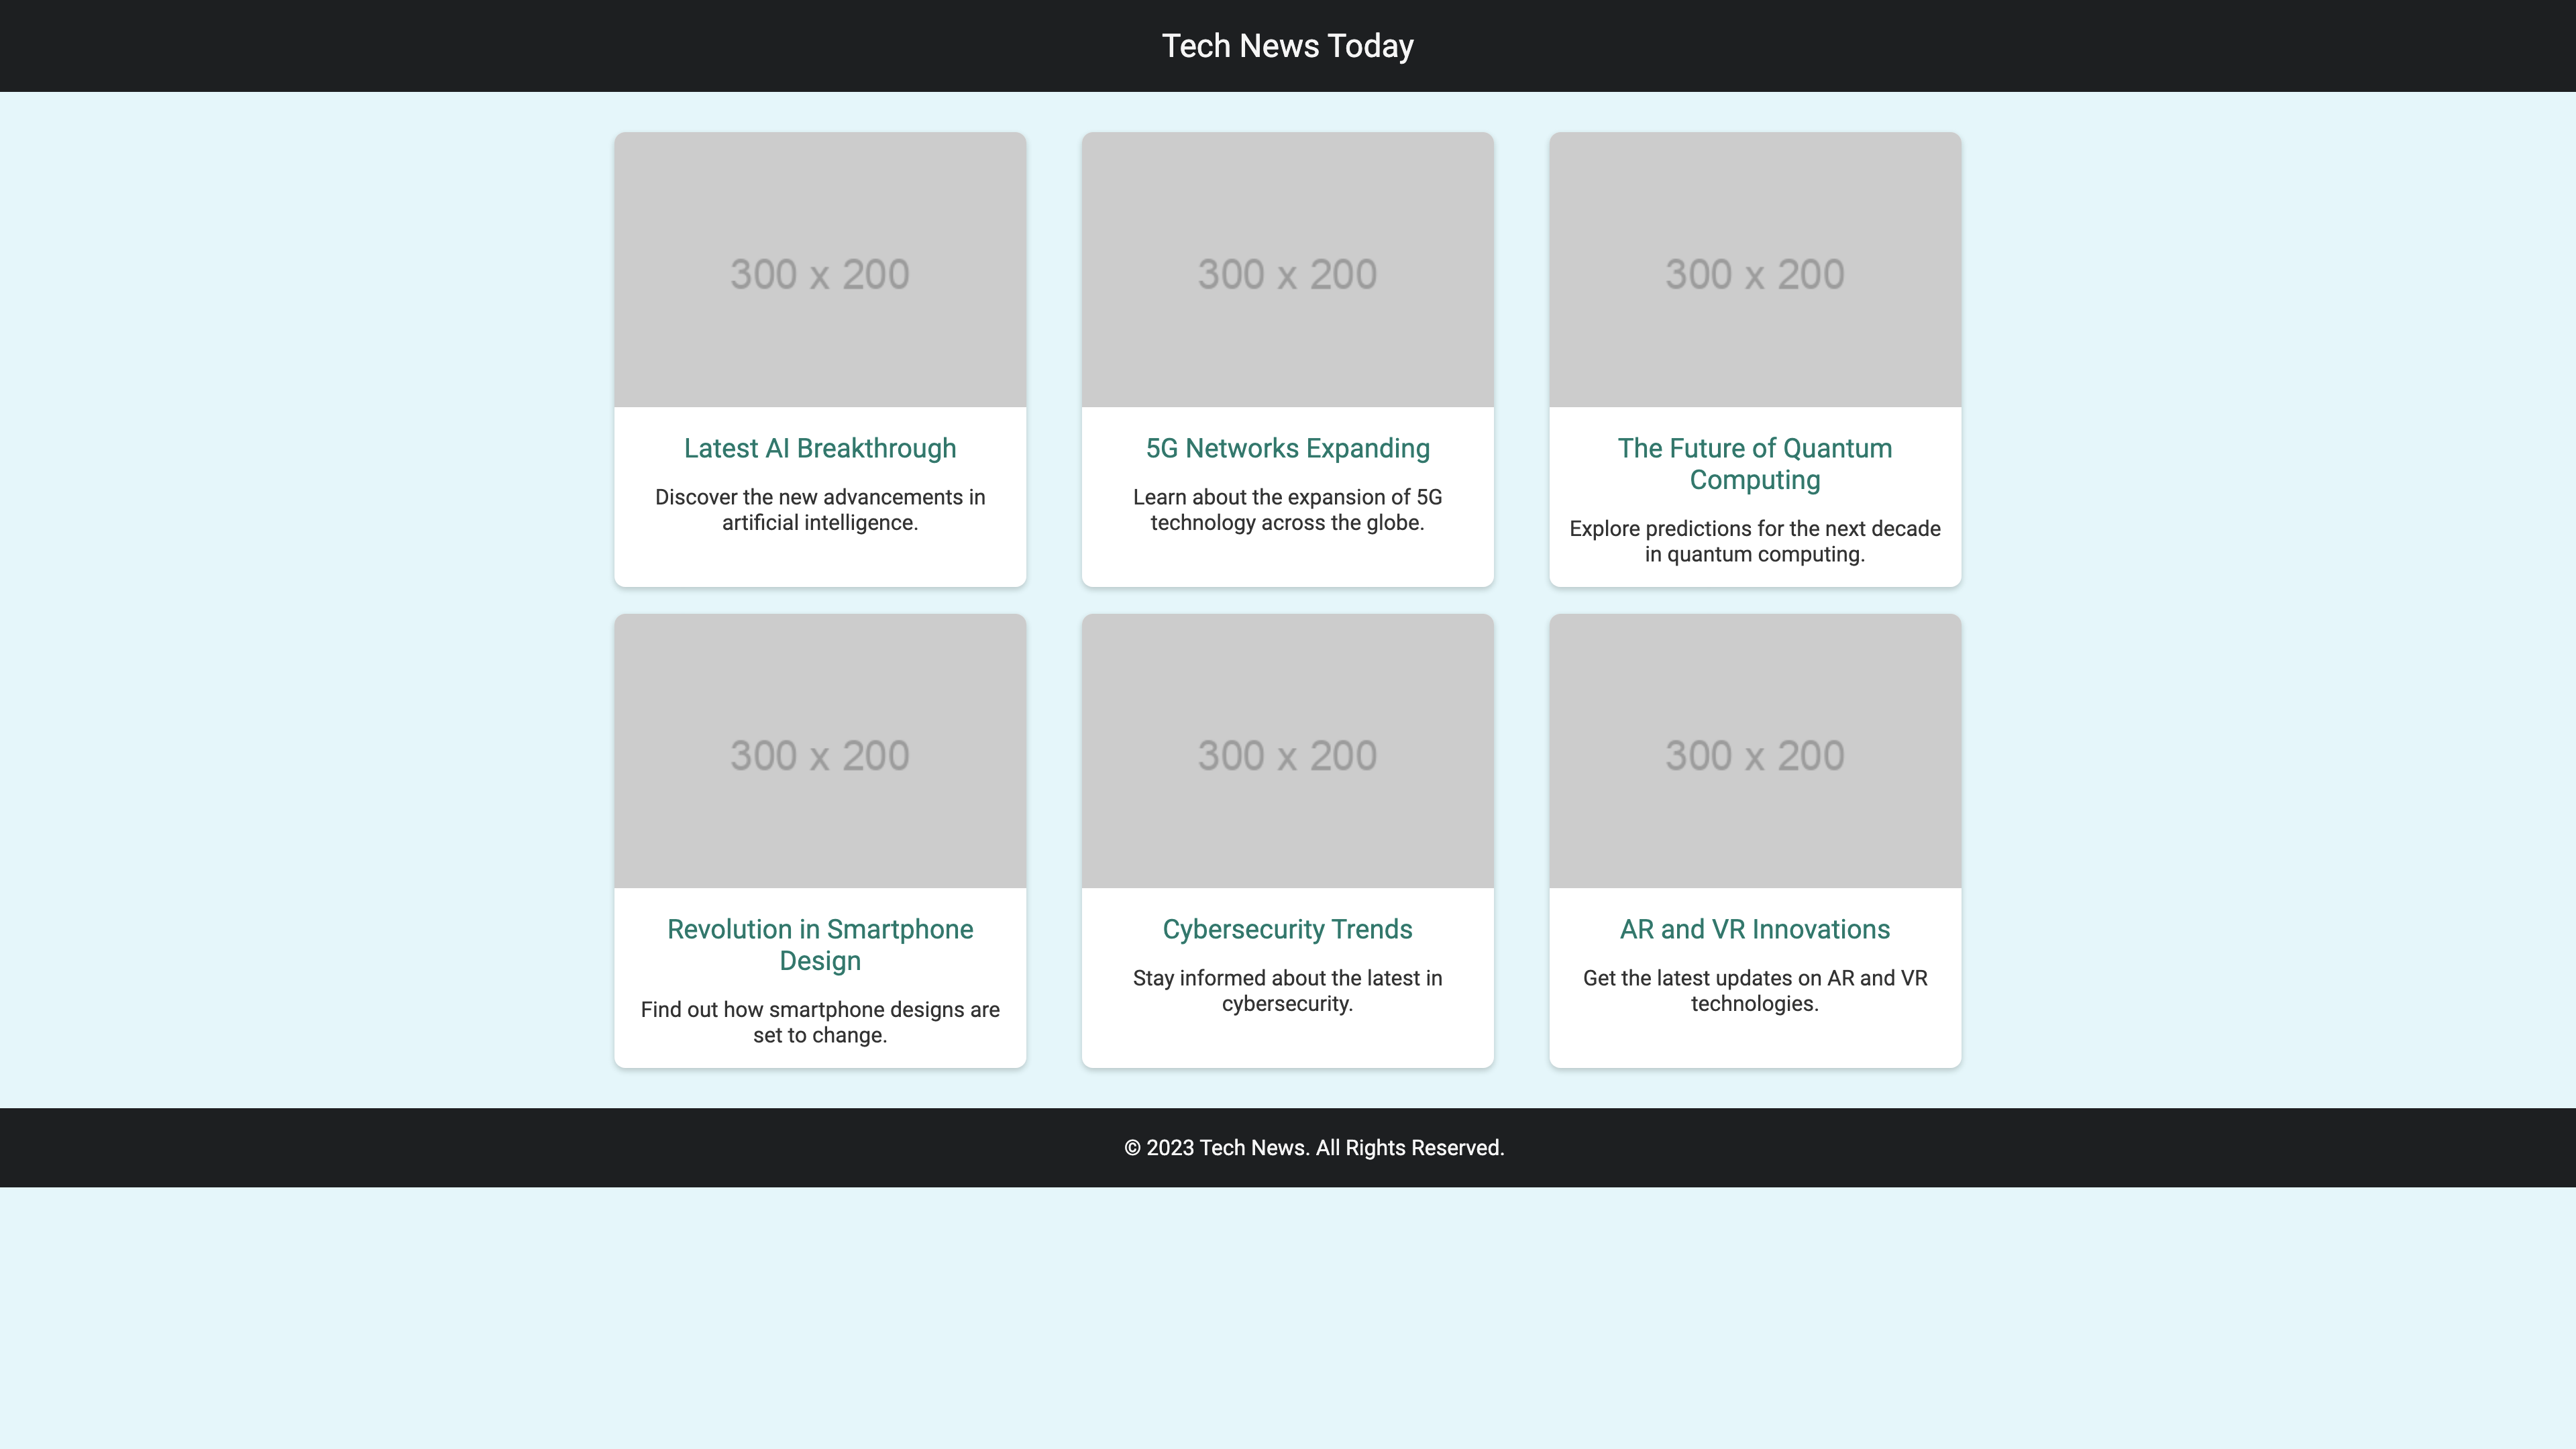 Tech News Today
300 x 200
300 x 200
300 x 200
Latest AI Breakthrough
Discover the new advancements in
artificial intelligence.
5G Networks Expanding
Learn about the expansion of 5G
technology across the globe.
The Future of Quantum
Computing
Explore predictions for the next decade
in quantum computing.
300 x 200
300 x 200
300 x 200
Revolution in Smartphone
Design
Find out how smartphone designs are
set to change.
Cybersecurity Trends
Stay informed about the latest in
cybersecurity.
AR and VR Innovations
Get the latest updates on AR and VR
technologies.
© 2023 Tech News. All Rights Reserved.